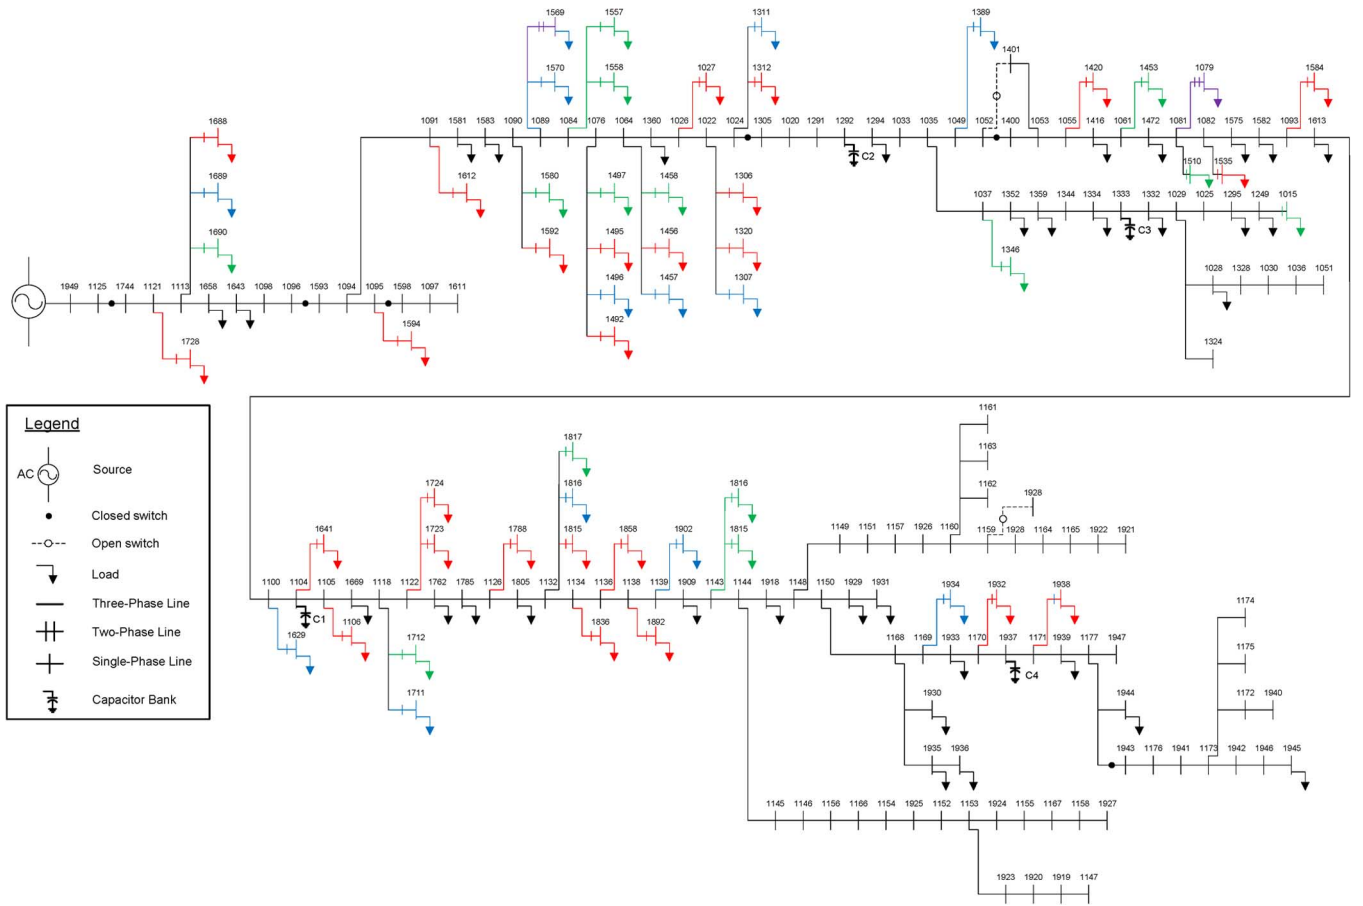 1569 1557 1311 1389
1401
1570 1558 1027 1312 1420 1453 1079 1584
1688 1091 1581 1583 1090 1089 1084 1076 1064 1360 1026 1022 1024 1305 1020 1291 1292 1294 1033 1035 1049 1052 1400 1053 1055 1416 1061 1472 1081 1082 1575 1582 1093 1613
C2
1510 1535
1689 1612 1580 1497 1458 1306
1037 1352 1359 1344 1334 1333 1332 1029 1025 1295 1249 1015
C3
1690 1592 1495 1456 1320 1346
1028 1328 1030 1036 1051
1496 1457 1307
1949 1125 1744 1121 1113 1658 1643 1098 1096 1593 1094 1095 1598 1097 1611
1728 1594 1492 1324
Legend
AC Source
Closed switch
Open switch
Load
Three-Phase Line
Two-Phase Line
Single-Phase Line
Capacitor Bank
1161
1817 1163
1724 1816 1816 1162 1928
1641 1723 1788 1815 1858 1902 1815 1149 1151 1157 1926 1160 1159 1928 1164 1165 1922 1921
1100 1104 1105 1669 1118 1122 1762 1785 1126 1805 1132 1134 1136 1138 1139 1909 1143 1144 1918 1148 1150 1929 1931 1934 1932 1938
C1
1174
1629 1106 1712 1836 1892 1168 1169 1933 1170 1937 1171 1939 1177 1947
C4
1175
1711 1930 1944 1172 1940
1935 1936 1943 1176 1941 1173 1942 1946 1945
1145 1146 1156 1166 1154 1925 1152 1153 1924 1155 1167 1158 1927
1923 1920 1919 1147